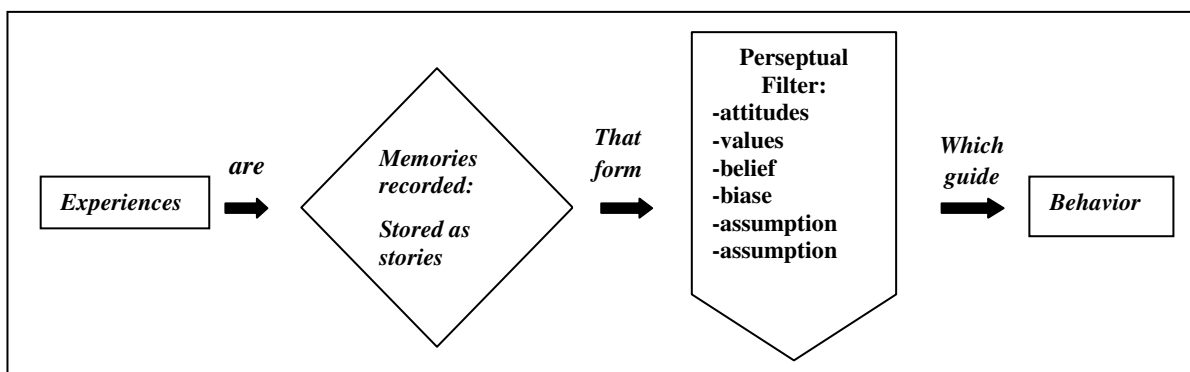 Experiences
are
Memories
recorded:
Stored as
stories
That
form
Perseptual
Filter:
-attitudes
-values
-belief
-biase
-assumption
-assumption
Which
guide
Behavior